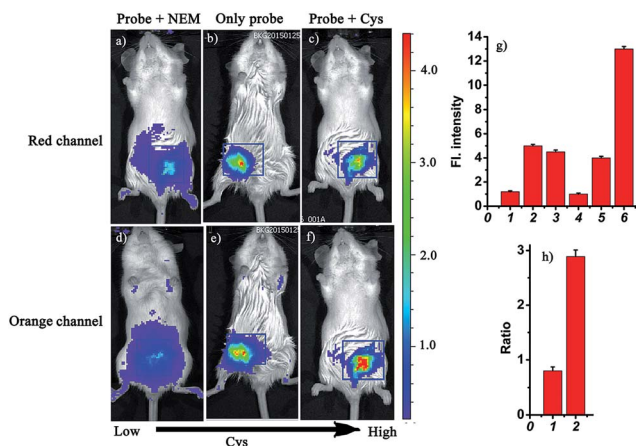 Probe + NEM Only probe Probe + Cys
a) b) BKG20150125 c) g)
Red channel
4.0
3.0
2.0
1.0
Fl. intensity
14
12
10
8
6
4
2
0
0 1 2 3 4 5 6
d) e) BKG20150125 f) h)
Orange channel
Ratio
3
2
1
0
0 1 2
Low High
Cys